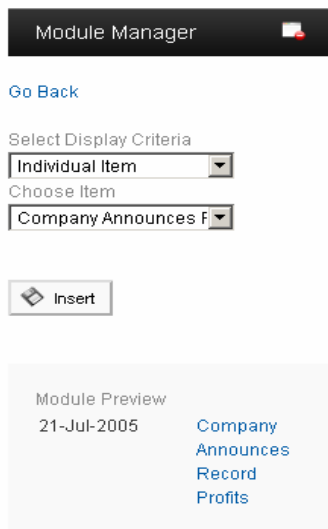 Module Manager
Go Back
Select Display Criteria
Individual Item
Choose Item
Company Announces F
Insert
Module Preview
21-Jul-2005 Company
Announces
Record
Profits